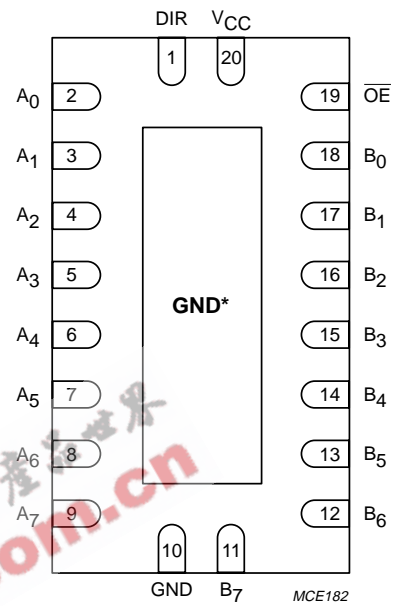 DIR VCC
1 20
A0 2 19 OE
A1 3 18 B0
A2 4 17 B1
A3 5 16 B2
GND*
A4 6 15 B3
A5 7 14 B4
A6 8 13 B5
A7 9 12 B6
10 11
GND B7
MCE182